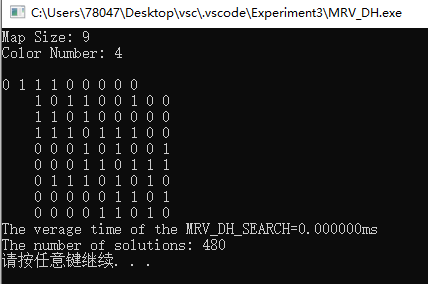 C:\Users\78047\Desktop\vsc\.vscode\Experiment3\MRV_DH.exe
Map Size: 9
Color Number: 4
0 1 1 1 0 0 0 0 0
1 0 1 1 0 0 1 0 0
1 1 0 1 0 0 0 0 0
1 1 1 0 1 1 1 0 0
0 0 0 1 0 1 0 0 1
0 0 0 1 1 0 1 1 1
0 1 1 1 0 1 0 1 0
0 0 0 0 0 1 1 0 1
0 0 0 0 1 1 0 1 0
The verage time of the MRV_DH_SEARCH=0.000000ms
The number of solutions: 480
请按任意键继续. . .